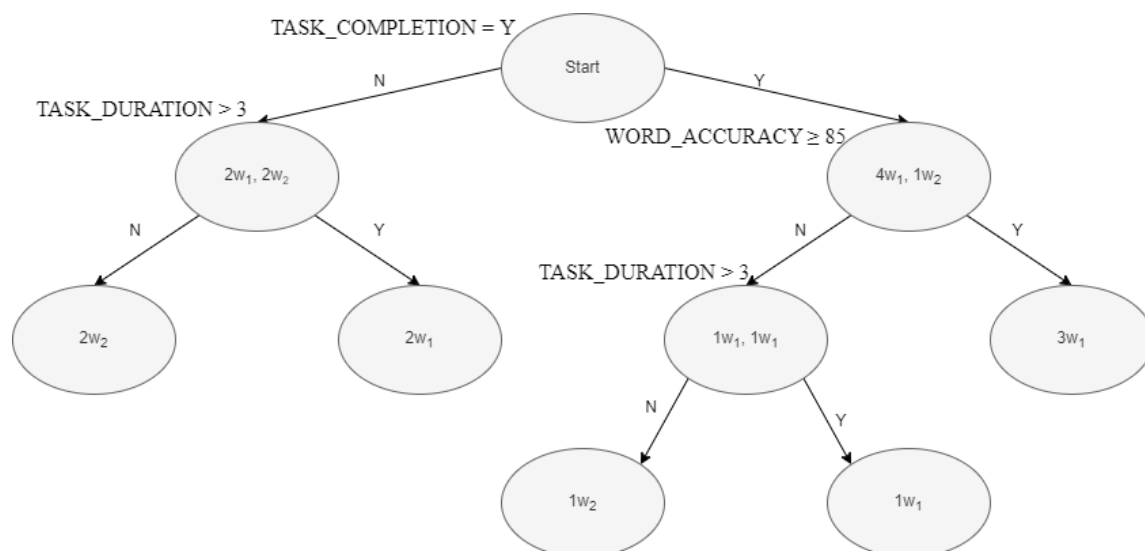 TASK_COMPLETION = Y
Start
N
Y
TASK_DURATION > 3
WORD_ACCURACY ≥ 85
2w₁, 2w₂
4w₁, 1w₂
N
Y
N
Y
TASK_DURATION > 3
2w₂
2w₁
1w₁, 1w₁
3w₁
N
Y
1w₂
1w₁